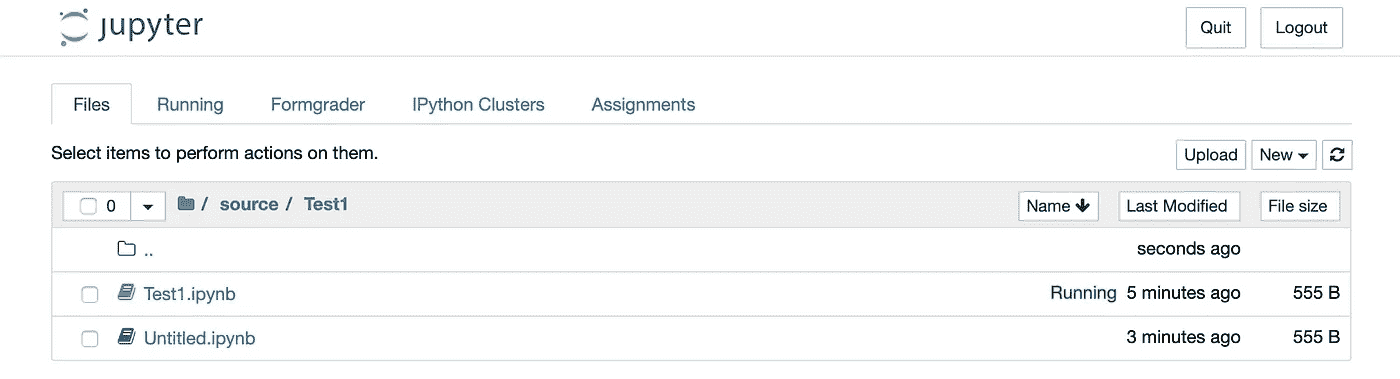 jupyter Quit Logout
Files Running Formgrader IPython Clusters Assignments
Select items to perform actions on them. Upload New
0 / source / Test1 Name Last Modified File size
.. seconds ago
Test1.ipynb Running 5 minutes ago 555 B
Untitled.ipynb 3 minutes ago 555 B